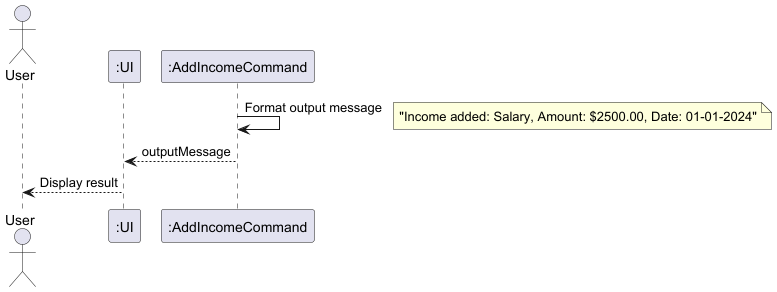 User
:UI
:AddIncomeCommand
Format output message
"Income added: Salary, Amount: $2500.00, Date: 01-01-2024"
outputMessage
Display result
User
:UI
:AddIncomeCommand